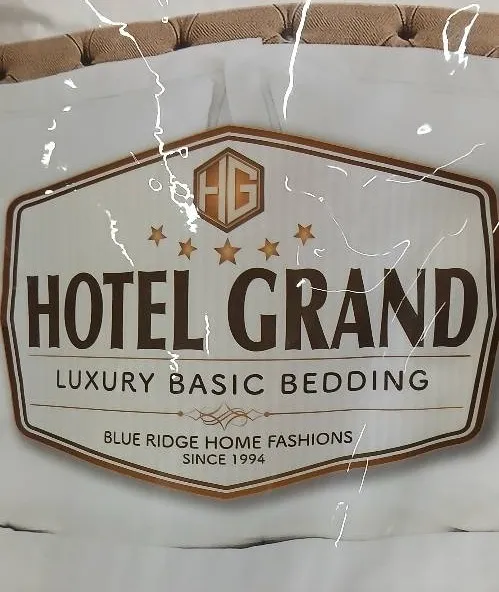 HG
HOTEL GRAND
LUXURY BASIC BEDDING
BLUE RIDGE HOME FASHIONS
SINCE 1994